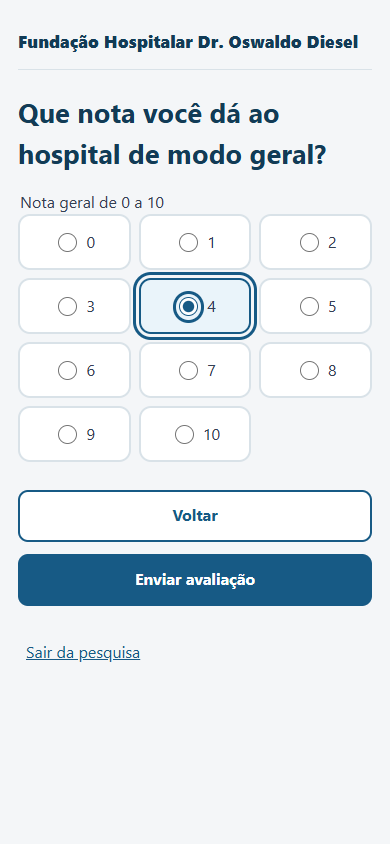 Fundação Hospitalar Dr. Oswaldo Diesel
Que nota você dá ao
hospital de modo geral?
Nota geral de 0 a 10
0
1
2
3
4
5
6
7
8
9
10
Voltar
Enviar avaliação
Sair da pesquisa